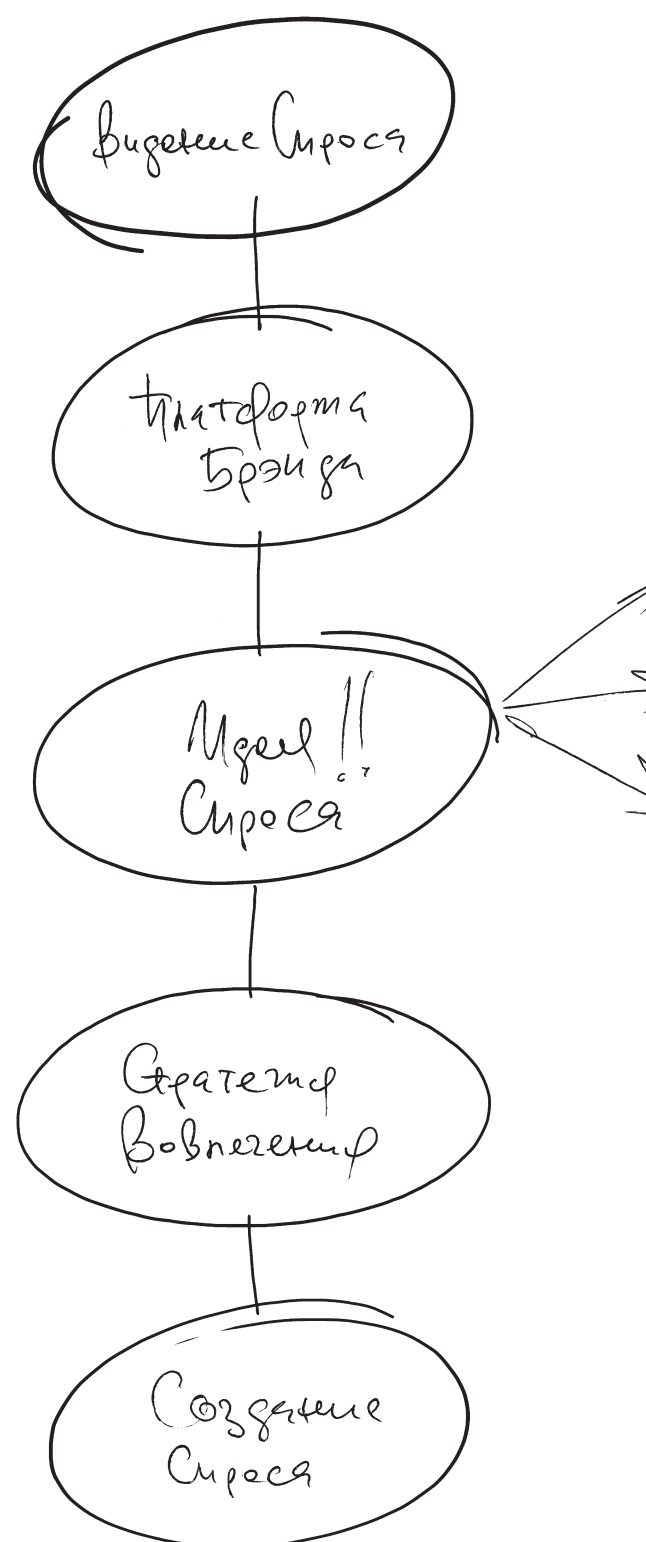 Видение Спроса
Платформа
Брэнда
Идея !!
Спроса
Стратегия
Вовлечения
Создание
Спроса